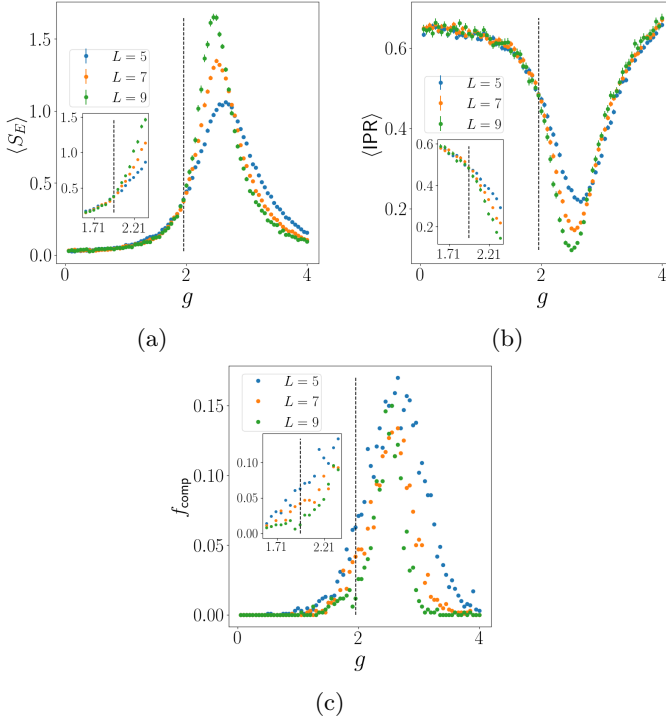 ⟨S_E⟩
1.5
1.0
0.5
0.0
L = 5
L = 7
L = 9
1.5
1.0
0.5
1.71
2.21
0
2
4
g
(a)
⟨IPR⟩
0.6
0.4
0.2
L = 5
L = 7
L = 9
0.6
0.4
0.2
1.71
2.21
0
2
4
g
(b)
f_comp
0.15
0.10
0.05
0.00
L = 5
L = 7
L = 9
0.10
0.05
0.00
1.71
2.21
0
2
4
g
(c)